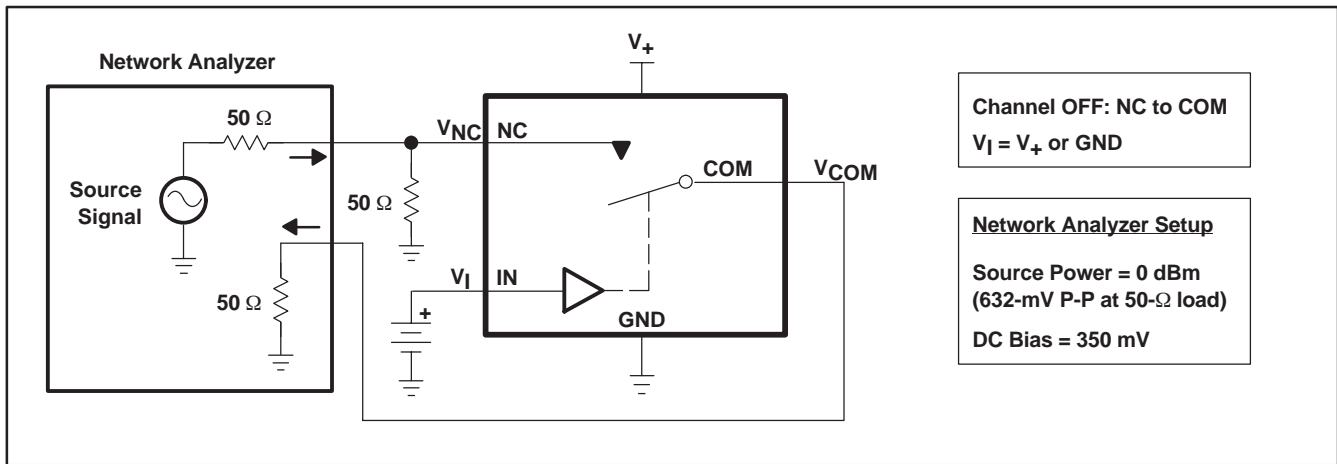 Network Analyzer
50 Ω
Source
Signal
50 Ω
50 Ω
V+
VNC NC
COM
VCOM
VI IN
+
GND
Channel OFF: NC to COM
VI = V+ or GND
Network Analyzer Setup
Source Power = 0 dBm
(632-mV P-P at 50-Ω load)
DC Bias = 350 mV